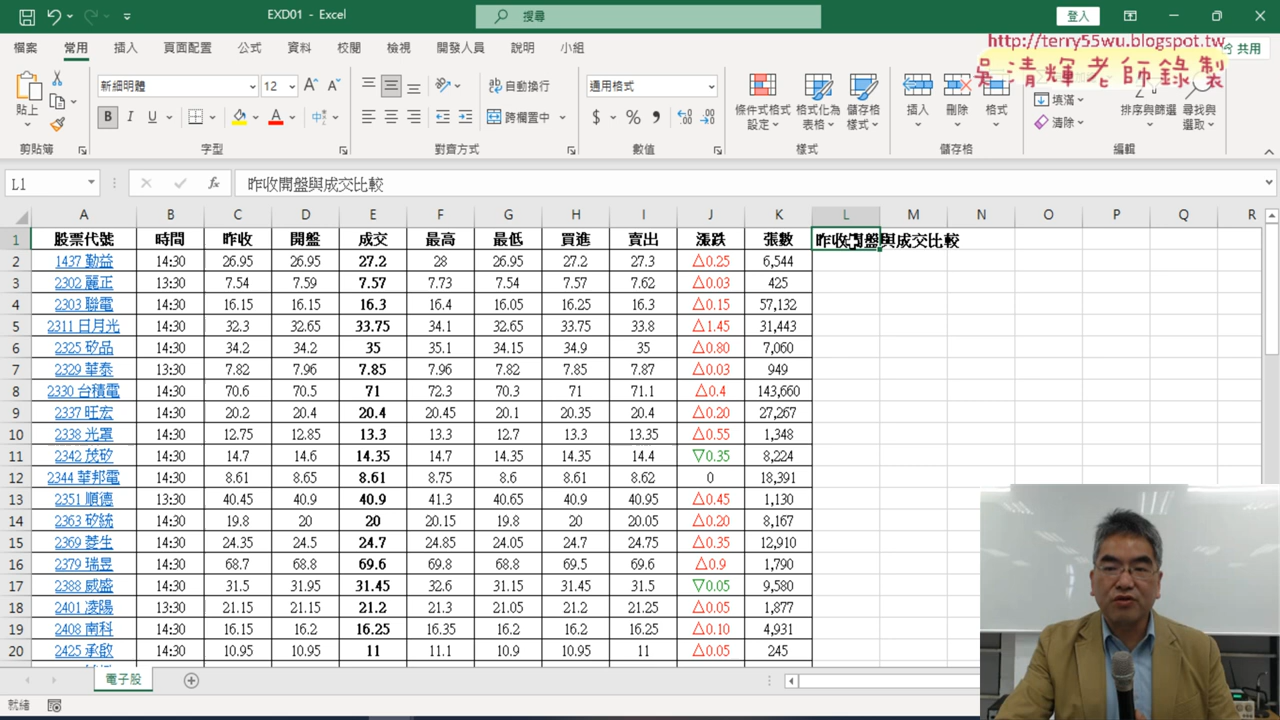 EXD01 - Excel
搜尋
登入
檔案 常用 插入 頁面配置 公式 資料 校閱 檢視 開發人員 說明 小組
共用
http://terry55wu.blogspot.tw
吳清輝老師錄製
新細明體 12
自動換行
通用格式
貼上
B I U
跨欄置中
$ % ,
條件式格式設定 格式化為表格 儲存格樣式
插入 刪除 格式
填滿
清除
排序與篩選 尋找與選取
剪貼簿 字型 對齊方式 數值 樣式 儲存格 編輯
L1 fx 昨收開盤與成交比較
A B C D E F G H I J K L M N O P Q R
1 股票代號 時間 昨收 開盤 成交 最高 最低 買進 賣出 漲跌 張數 昨收開盤與成交比較
2 1437 勤益 14:30 26.95 26.95 27.2 28 26.95 27.2 27.3 △0.25 6,544
3 2302 麗正 13:30 7.54 7.59 7.57 7.73 7.54 7.57 7.62 △0.03 425
4 2303 聯電 14:30 16.15 16.15 16.3 16.4 16.05 16.25 16.3 △0.15 57,132
5 2311 日月光 14:30 32.3 32.65 33.75 34.1 32.65 33.75 33.8 △1.45 31,443
6 2325 矽品 14:30 34.2 34.2 35 35.1 34.15 34.9 35 △0.80 7,060
7 2329 華泰 13:30 7.82 7.96 7.85 7.96 7.82 7.85 7.87 △0.03 949
8 2330 台積電 14:30 70.6 70.5 71 72.3 70.3 71 71.1 △0.4 143,660
9 2337 旺宏 14:30 20.2 20.4 20.4 20.45 20.1 20.35 20.4 △0.20 27,267
10 2338 光罩 14:30 12.75 12.85 13.3 13.3 12.7 13.3 13.35 △0.55 1,348
11 2342 茂矽 14:30 14.7 14.6 14.35 14.7 14.35 14.35 14.4 ▽0.35 8,224
12 2344 華邦電 14:30 8.61 8.65 8.61 8.75 8.6 8.61 8.62 0 18,391
13 2351 順德 13:30 40.45 40.9 40.9 41.3 40.65 40.9 40.95 △0.45 1,130
14 2363 矽統 14:30 19.8 20 20 20.15 19.8 20 20.05 △0.20 8,167
15 2369 菱生 14:30 24.35 24.5 24.7 24.85 24.05 24.7 24.75 △0.35 12,910
16 2379 瑞昱 14:30 68.7 68.8 69.6 69.8 68.8 69.5 69.6 △0.9 1,790
17 2388 威盛 14:30 31.5 31.95 31.45 32.6 31.15 31.45 31.5 ▽0.05 9,580
18 2401 凌陽 13:30 21.15 21.15 21.2 21.3 21.05 21.2 21.25 △0.05 1,877
19 2408 南科 14:30 16.15 16.2 16.25 16.35 16.2 16.2 16.25 △0.10 4,931
20 2425 承啟 14:30 10.95 10.95 11 11.1 10.9 10.95 11 △0.05 245
電子股
就緒